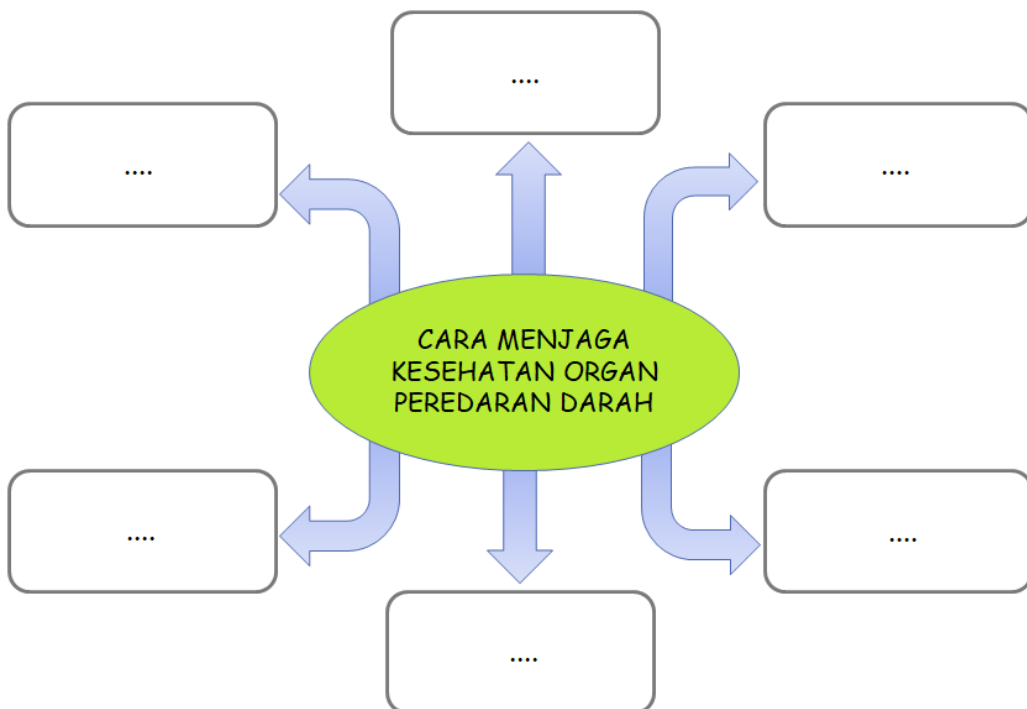 ....
....
....
CARA MENJAGA
KESEHATAN ORGAN
PEREDARAN DARAH
....
....
....